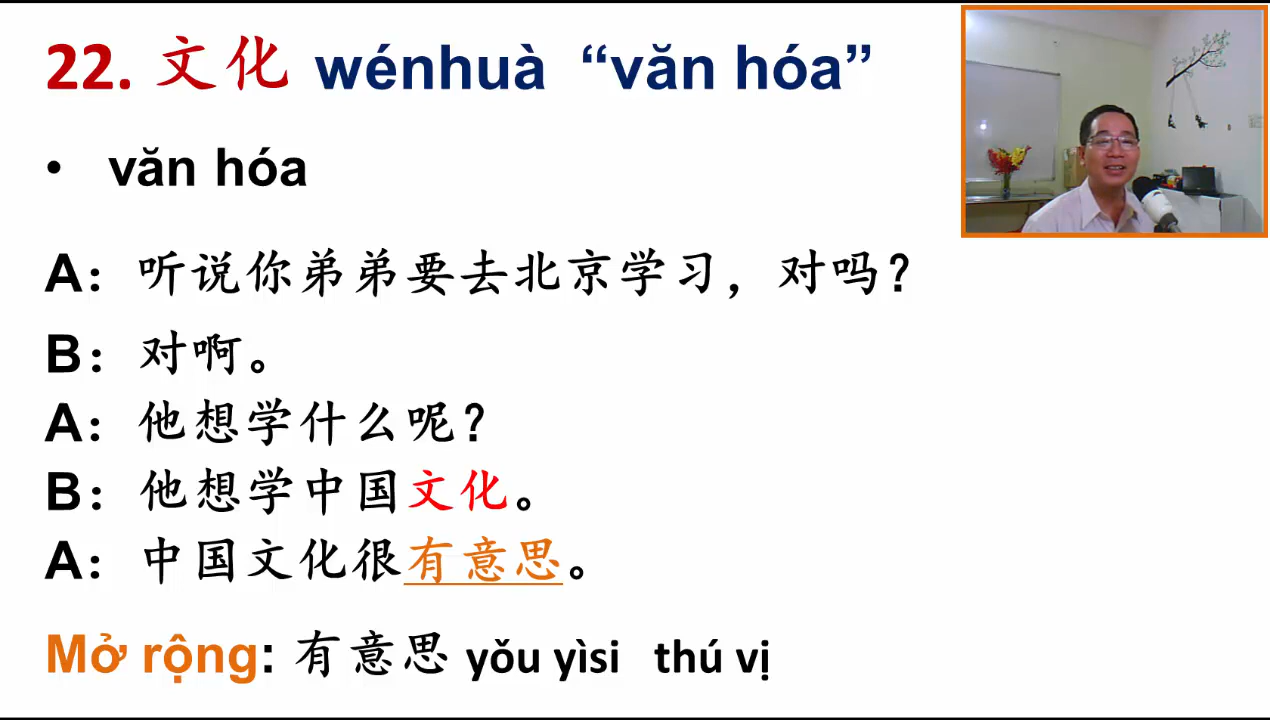 22. 文化 wénhuà “văn hóa”
• văn hóa
A：听说你弟弟要去北京学习，对吗？
B：对啊。
A：他想学什么呢？
B：他想学中国文化。
A：中国文化很有意思。
Mở rộng: 有意思 yǒu yìsi thú vị